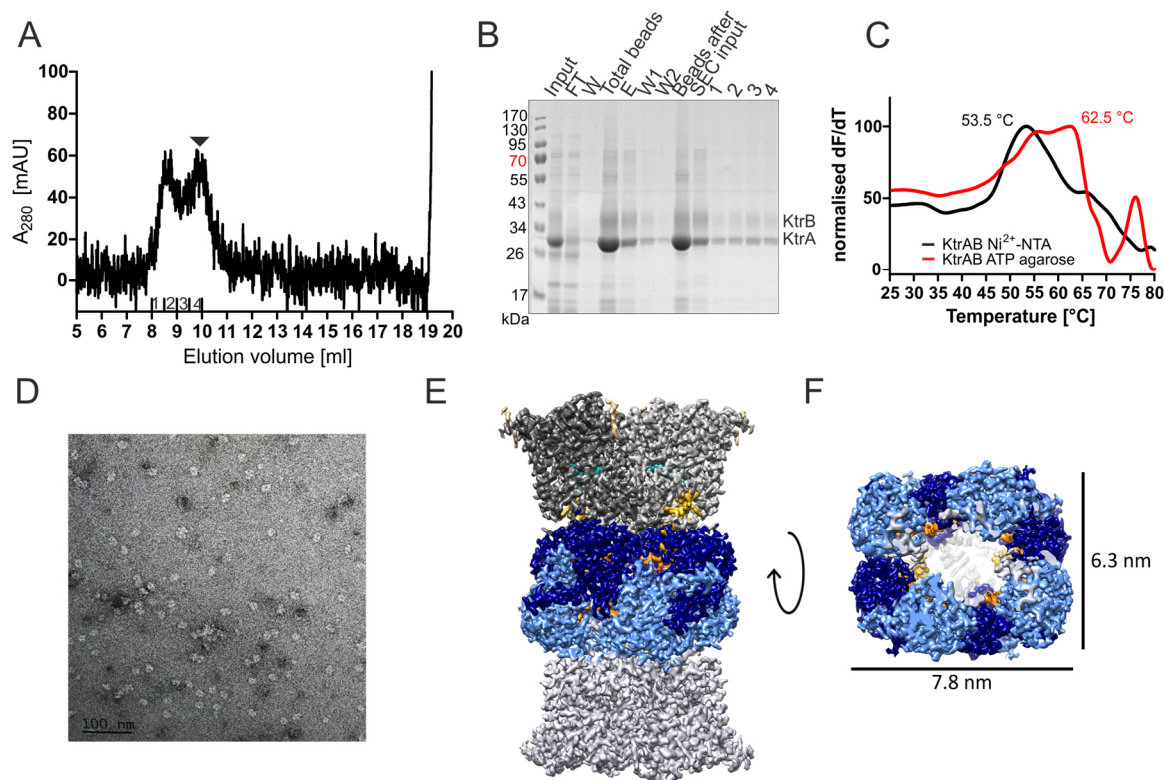 A
A280 [mAU]
100
80
60
40
20
0
1 2 3 4
5 6 7 8 9 10 11 12 13 14 15 16 17 18 19 20
Elution volume [ml]
B
Input
FT
W
Total beads
E
W1
W2
Beads after
SEC input
1
2
3
4
170
130
95
70
55
43
34
26
17
kDa
KtrB
KtrA
C
normalised dF/dT
100
50
0
53.5 °C
62.5 °C
KtrAB Ni2+-NTA
KtrAB ATP agarose
25 30 35 40 45 50 55 60 65 70 75 80
Temperature [°C]
D
100 nm
E
F
6.3 nm
7.8 nm